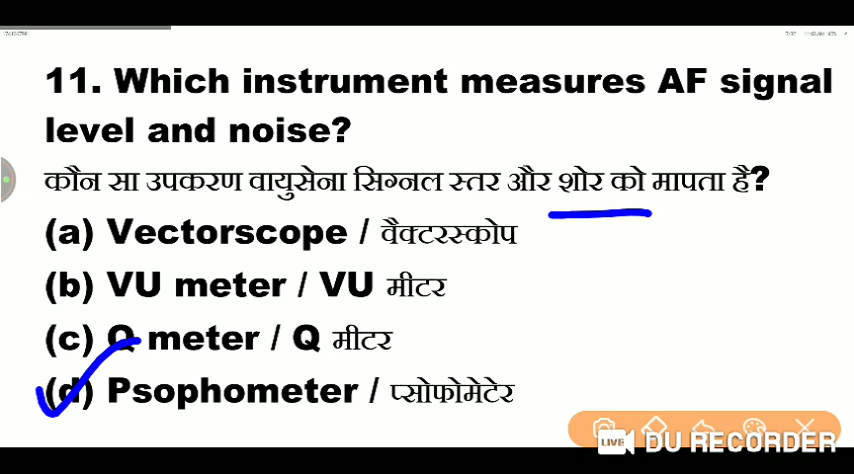 11. Which instrument measures AF signal
level and noise?
कौन सा उपकरण वायुसेना सिग्नल स्तर और शोर को मापता है?
(a) Vectorscope / वैक्टरस्कोप
(b) VU meter / VU मीटर
(c) Q meter / Q मीटर
(d) Psophometer / प्सोफोमेटेर
LIVE DU RECORDER